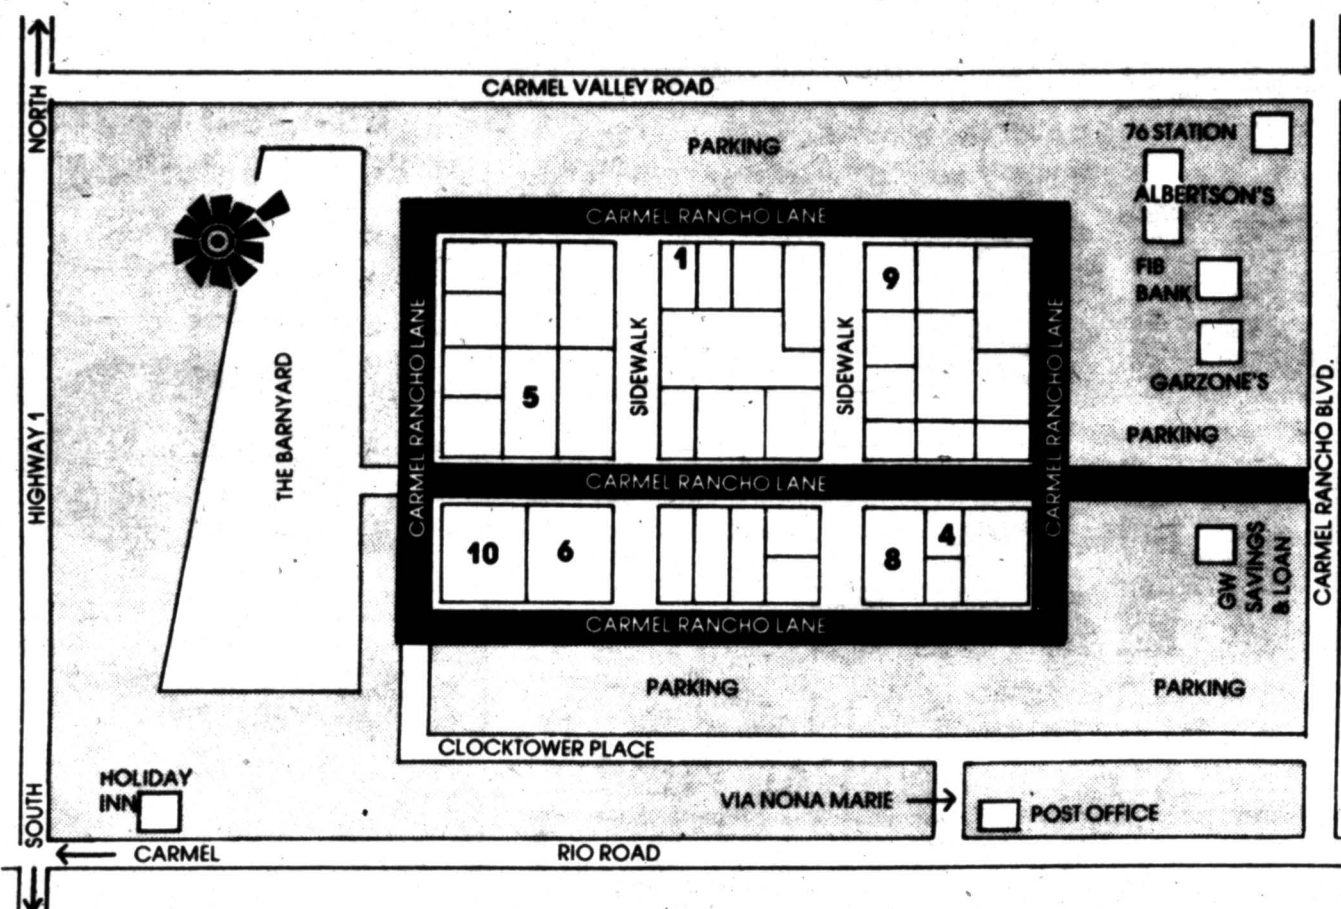 NORTH
CARMEL VALLEY ROAD
PARKING
76 STATION
ALBERTSON'S
CARMEL RANCHO LANE
FIB
BANK
GARZONE'S
PARKING
1
9
5
SIDEWALK
SIDEWALK
CARMEL RANCHO LANE
CARMEL RANCHO LANE
THE BARNYARD
HIGHWAY 1
CARMEL RANCHO BLVD.
CARMEL RANCHO LANE
10
6
8
4
GW
SAVINGS
& LOAN
CARMEL RANCHO LANE
PARKING
PARKING
CLOCKTOWER PLACE
HOLIDAY
INN
VIA NONA MARIE
POST OFFICE
SOUTH
CARMEL
RIO ROAD